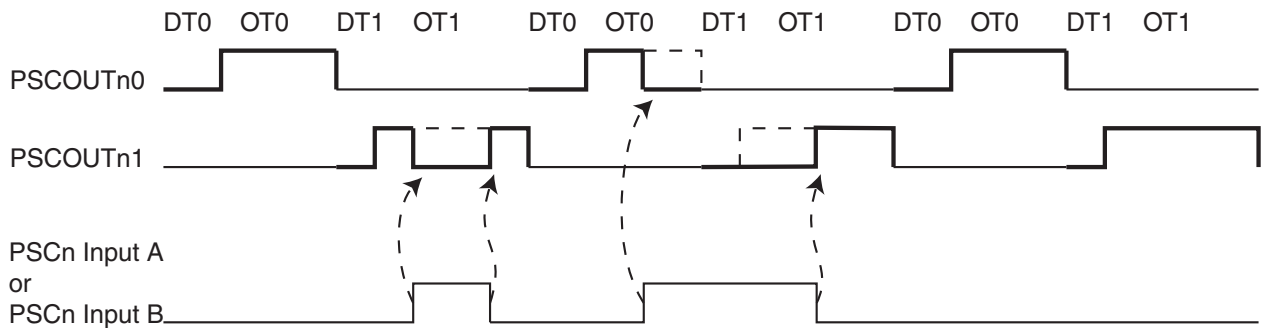 DT0 OT0 DT1 OT1 DT0 OT0 DT1 OT1 DT0 OT0 DT1 OT1
PSCOUTn0
PSCOUTn1
PSCn Input A
or
PSCn Input B